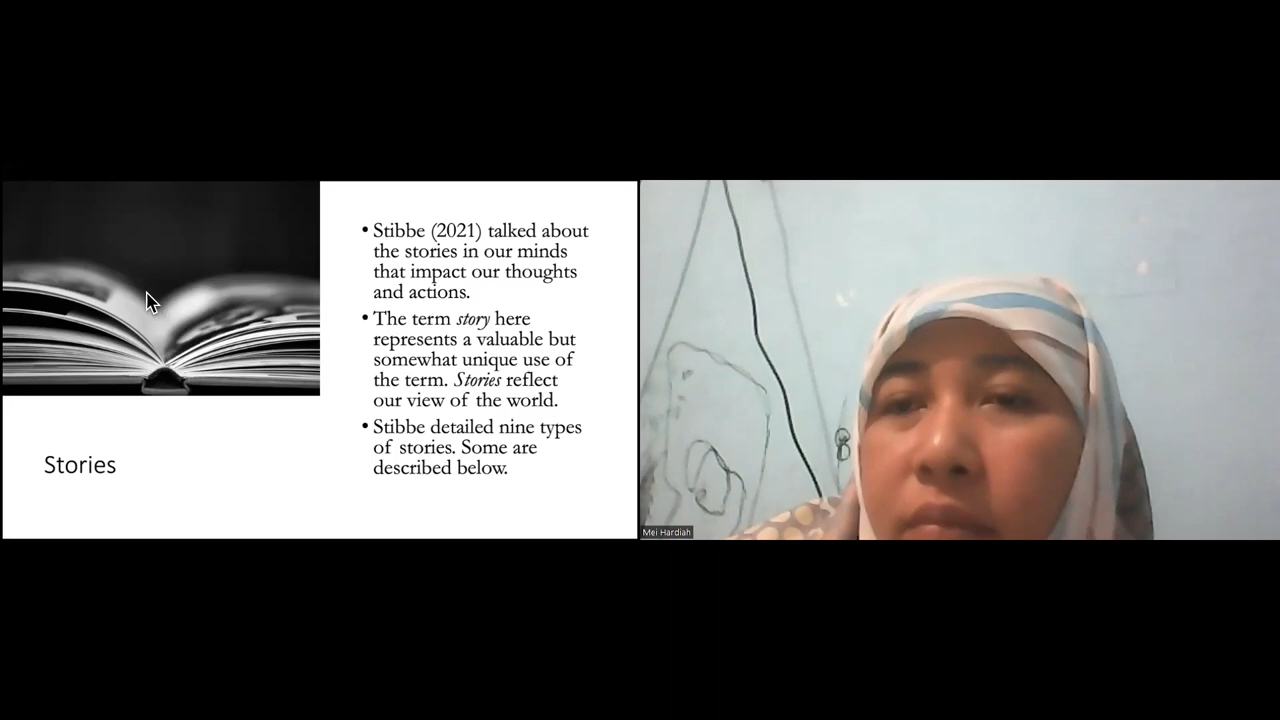 • Stibbe (2021) talked about
the stories in our minds
that impact our thoughts
and actions.
• The term story here
represents a valuable but
somewhat unique use of
the term. Stories reflect
our view of the world.
• Stibbe detailed nine types
of stories. Some are
described below.
Stories
Mei Hardiah